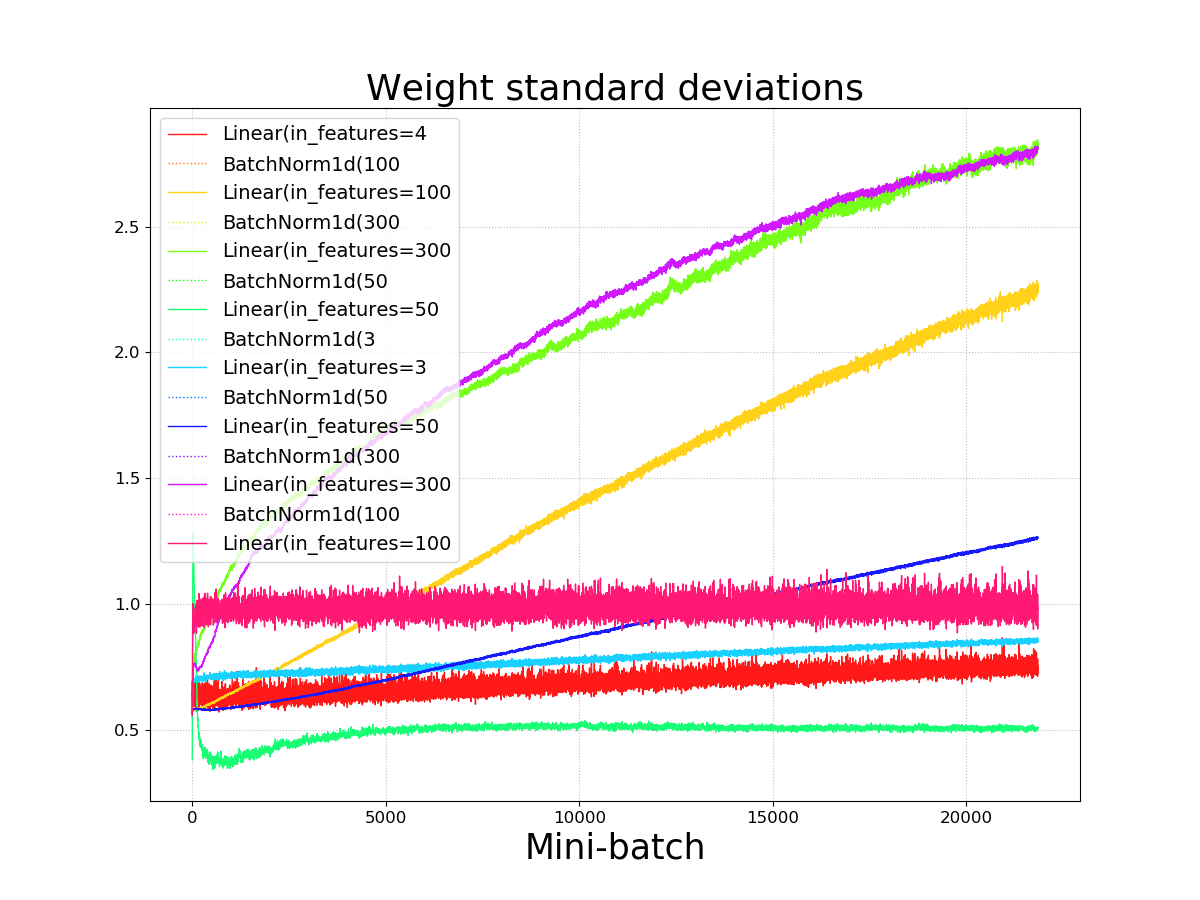 Weight standard deviations
Linear(in_features=4
BatchNorm1d(100
Linear(in_features=100
BatchNorm1d(300
Linear(in_features=300
BatchNorm1d(50
Linear(in_features=50
BatchNorm1d(3
Linear(in_features=3
BatchNorm1d(50
Linear(in_features=50
BatchNorm1d(300
Linear(in_features=300
BatchNorm1d(100
Linear(in_features=100
2.5
2.0
1.5
1.0
0.5
0 5000 10000 15000 20000
Mini-batch